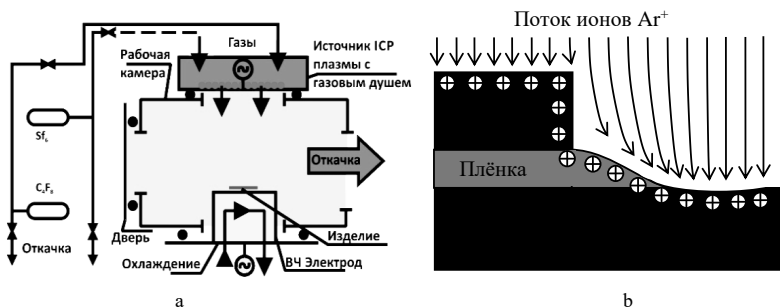 Газы
Источник ICP
плазмы с
газовым душем
Рабочая
камера
Sf₆
C₄F₈
Откачка
Откачка
Дверь
Охлаждение
ВЧ Электрод
Изделие
a
Поток ионов Ar⁺
Плёнка
b